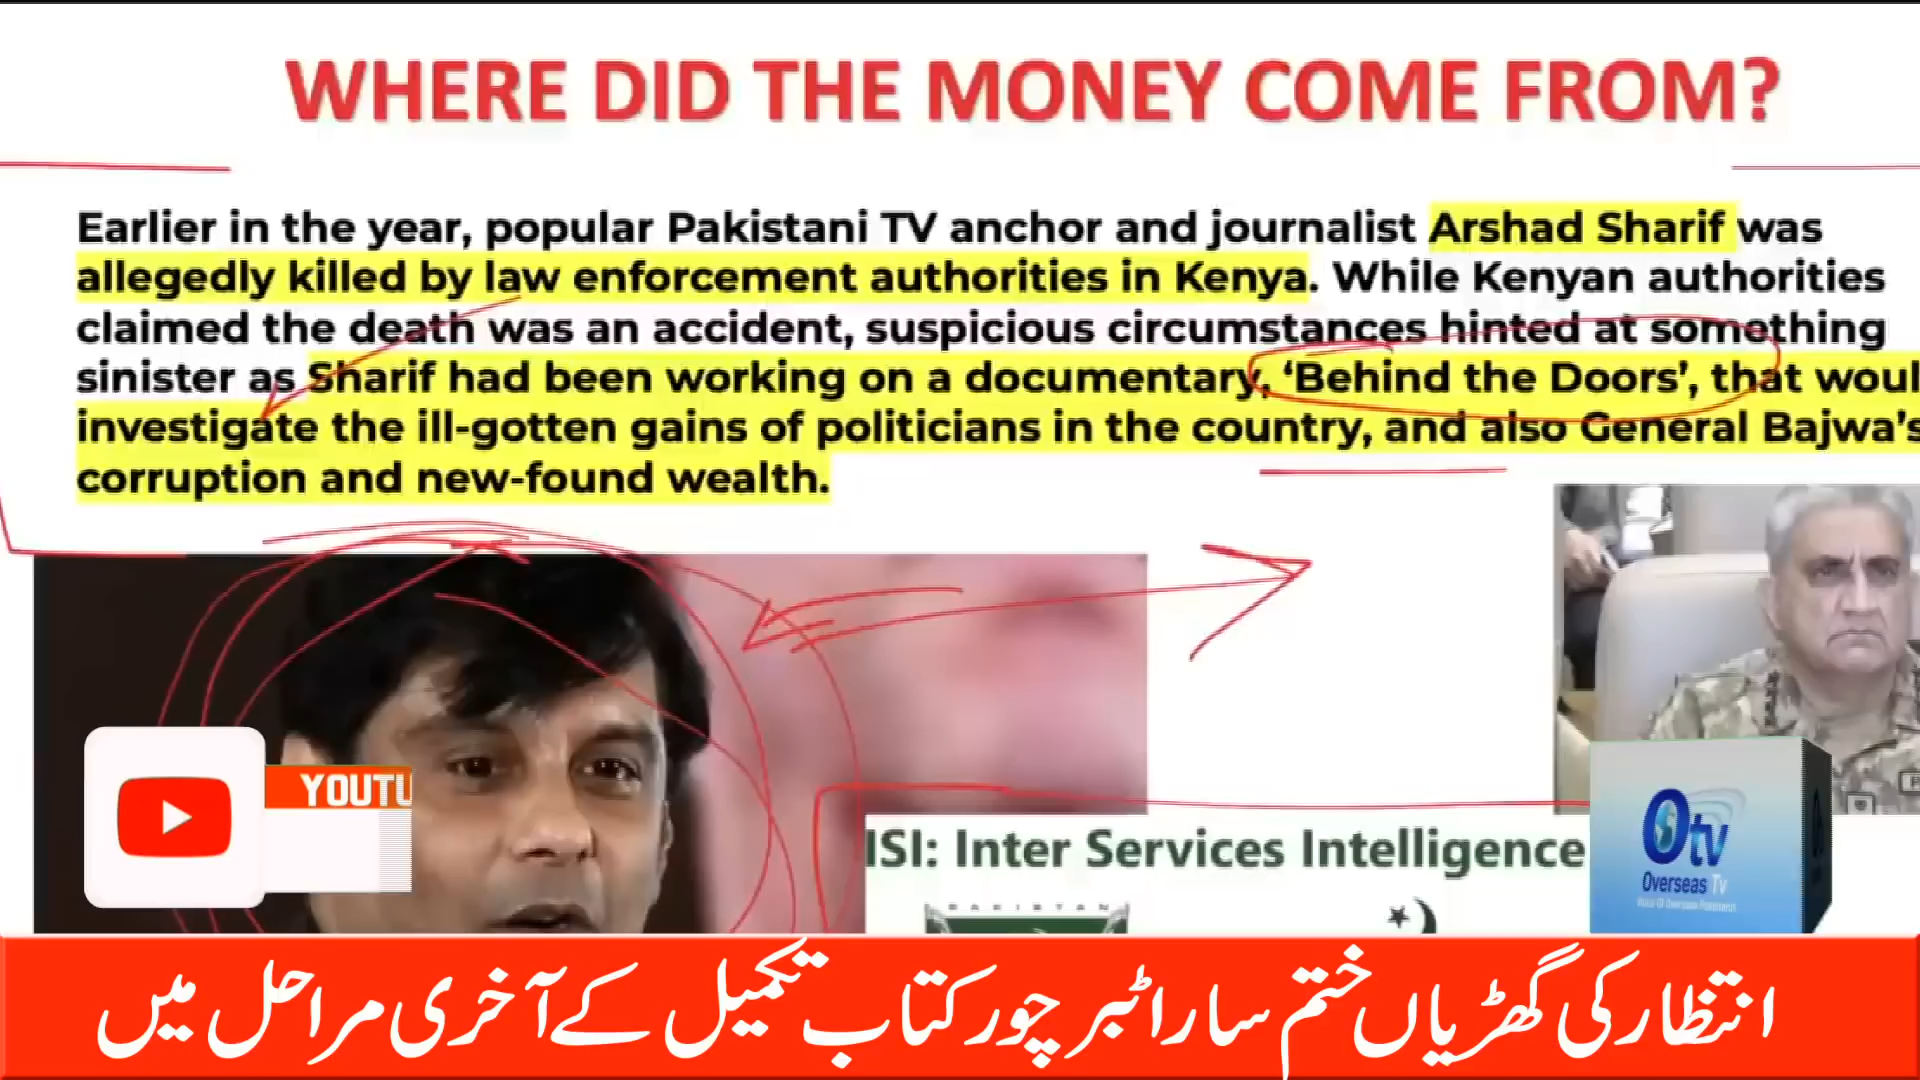 WHERE DID THE MONEY COME FROM?
Earlier in the year, popular Pakistani TV anchor and journalist Arshad Sharif was
allegedly killed by law enforcement authorities in Kenya. While Kenyan authorities
claimed the death was an accident, suspicious circumstances hinted at something
sinister as Sharif had been working on a documentary, ‘Behind the Doors’, that woul
investigate the ill-gotten gains of politicians in the country, and also General Bajwa’s
corruption and new-found wealth.
YOUTU
ISI: Inter Services Intelligence
PAKISTAN
Otv
Overseas Tv
انتظار کی گھڑیاں ختم سارا ٹبر چور کتاب تکمیل کے آخری مراحل میں